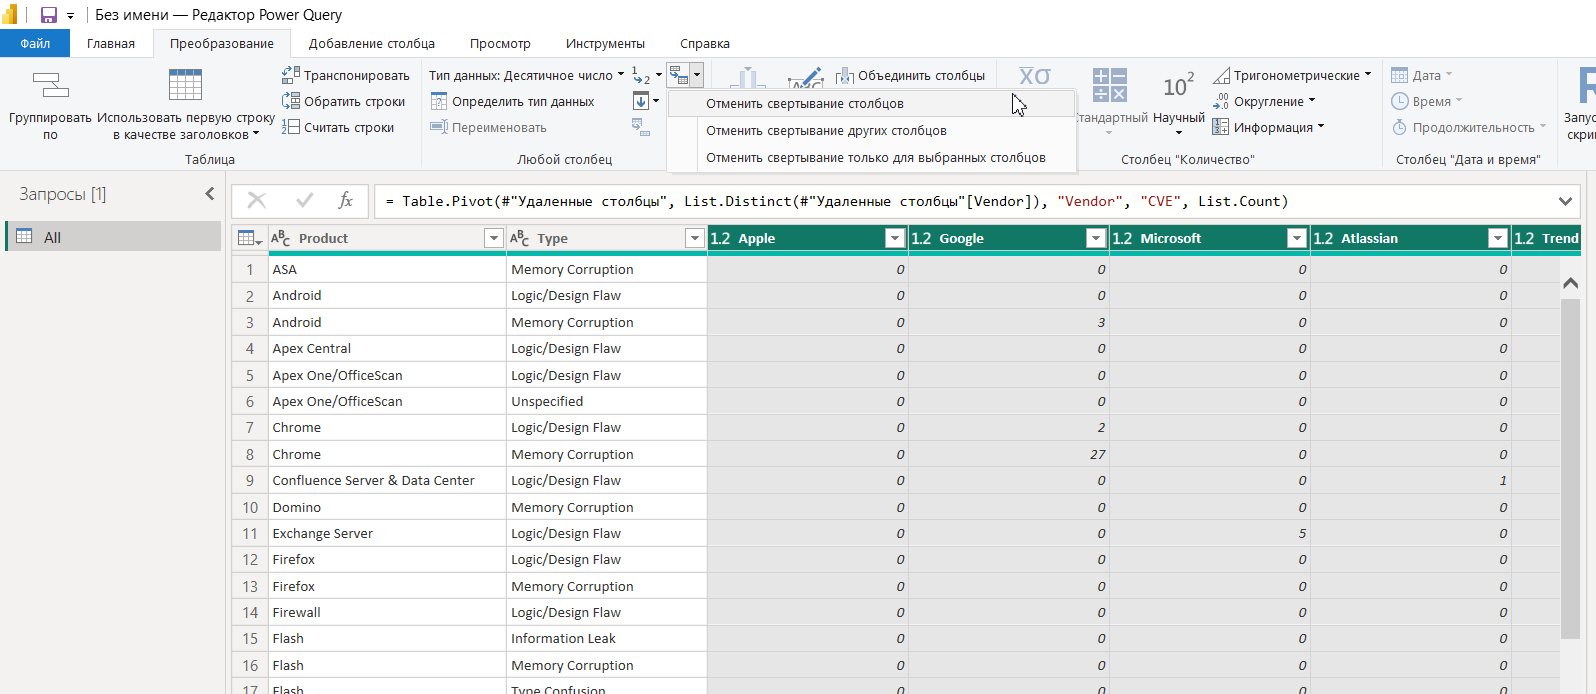 Без имени — Редактор Power Query
Файл Главная Преобразование Добавление столбца Просмотр Инструменты Справка
Группировать по
Использовать первую строку в качестве заголовков
Транспонировать
Обратить строки
Считать строки
Таблица
Тип данных: Десятичное число
Определить тип данных
Переименовать
Любой столбец
1 2
Отменить свертывание столбцов
Отменить свертывание других столбцов
Отменить свертывание только для выбранных столбцов
ABC
Объединить столбцы
XσΣ
тандартный
10²
Научный
Тригонометрические
.00 Округление
Информация
Столбец "Количество"
Дата
Время
Продолжительность
Столбец "Дата и время"
R
Запус
скри
Запросы [1]
All
fx
= Table.Pivot(#"Удаленные столбцы", List.Distinct(#"Удаленные столбцы"[Vendor]), "Vendor", "CVE", List.Count)
ABC Product ABC Type 1.2 Apple 1.2 Google 1.2 Microsoft 1.2 Atlassian 1.2 Trend
1 ASA Memory Corruption 0 0 0 0
2 Android Logic/Design Flaw 0 0 0 0
3 Android Memory Corruption 0 3 0 0
4 Apex Central Logic/Design Flaw 0 0 0 0
5 Apex One/OfficeScan Logic/Design Flaw 0 0 0 0
6 Apex One/OfficeScan Unspecified 0 0 0 0
7 Chrome Logic/Design Flaw 0 2 0 0
8 Chrome Memory Corruption 0 27 0 0
9 Confluence Server & Data Center Logic/Design Flaw 0 0 0 1
10 Domino Memory Corruption 0 0 0 0
11 Exchange Server Logic/Design Flaw 0 0 5 0
12 Firefox Logic/Design Flaw 0 0 0 0
13 Firefox Memory Corruption 0 0 0 0
14 Firewall Logic/Design Flaw 0 0 0 0
15 Flash Information Leak 0 0 0 0
16 Flash Memory Corruption 0 0 0 0
17 Flash Type Confusion 0 0 0 0